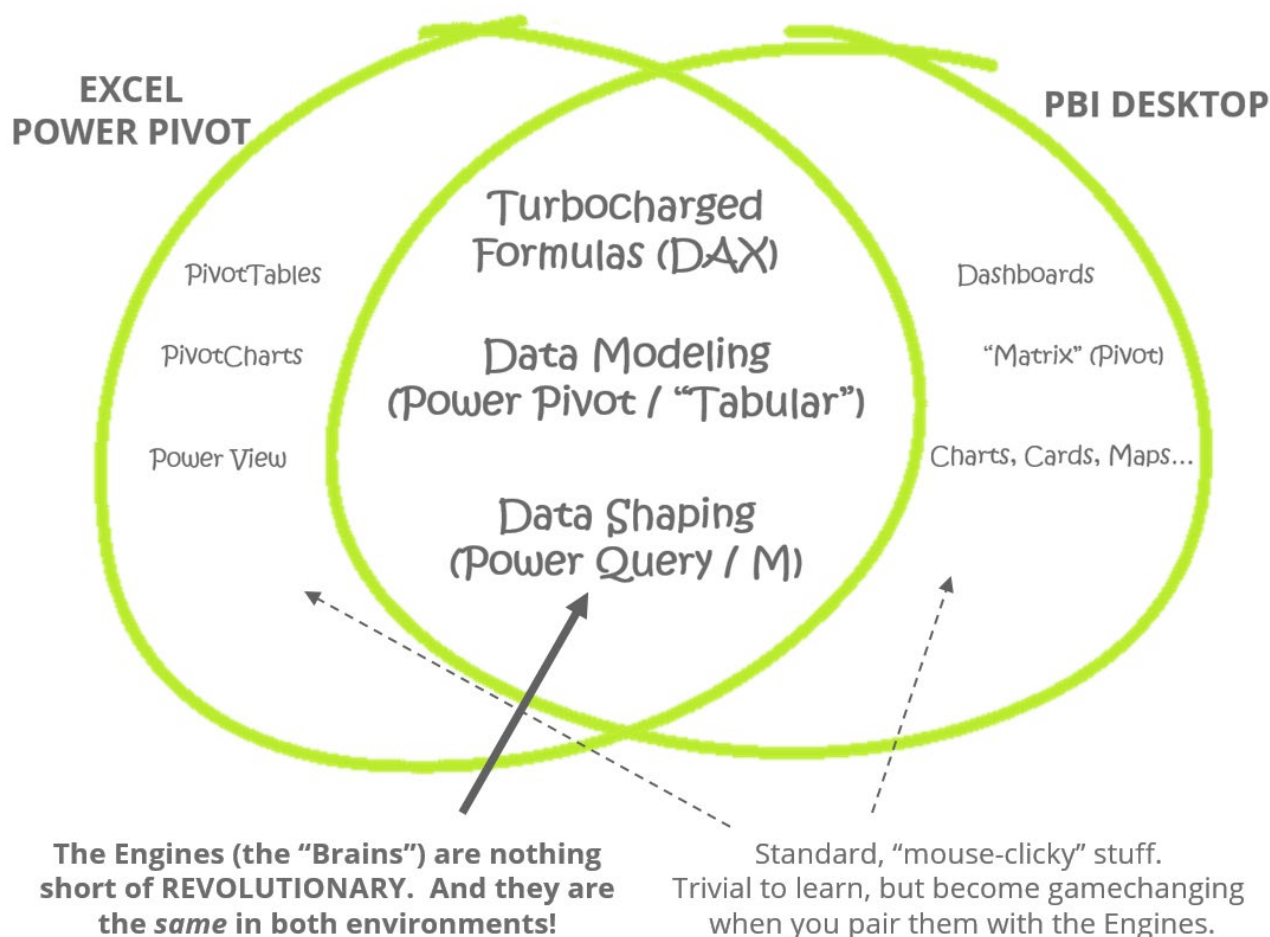 EXCEL
POWER PIVOT
PBI DESKTOP
Turbocharged
Formulas (DAX)
PivotTables
Dashboards
Data Modeling
(Power Pivot / “Tabular”)
PivotCharts
“Matrix” (Pivot)
Power View
Charts, Cards, Maps...
Data Shaping
(Power Query / M)
The Engines (the “Brains”) are nothing
short of REVOLUTIONARY. And they are
the same in both environments!
Standard, “mouse-clicky” stuff.
Trivial to learn, but become gamechanging
when you pair them with the Engines.